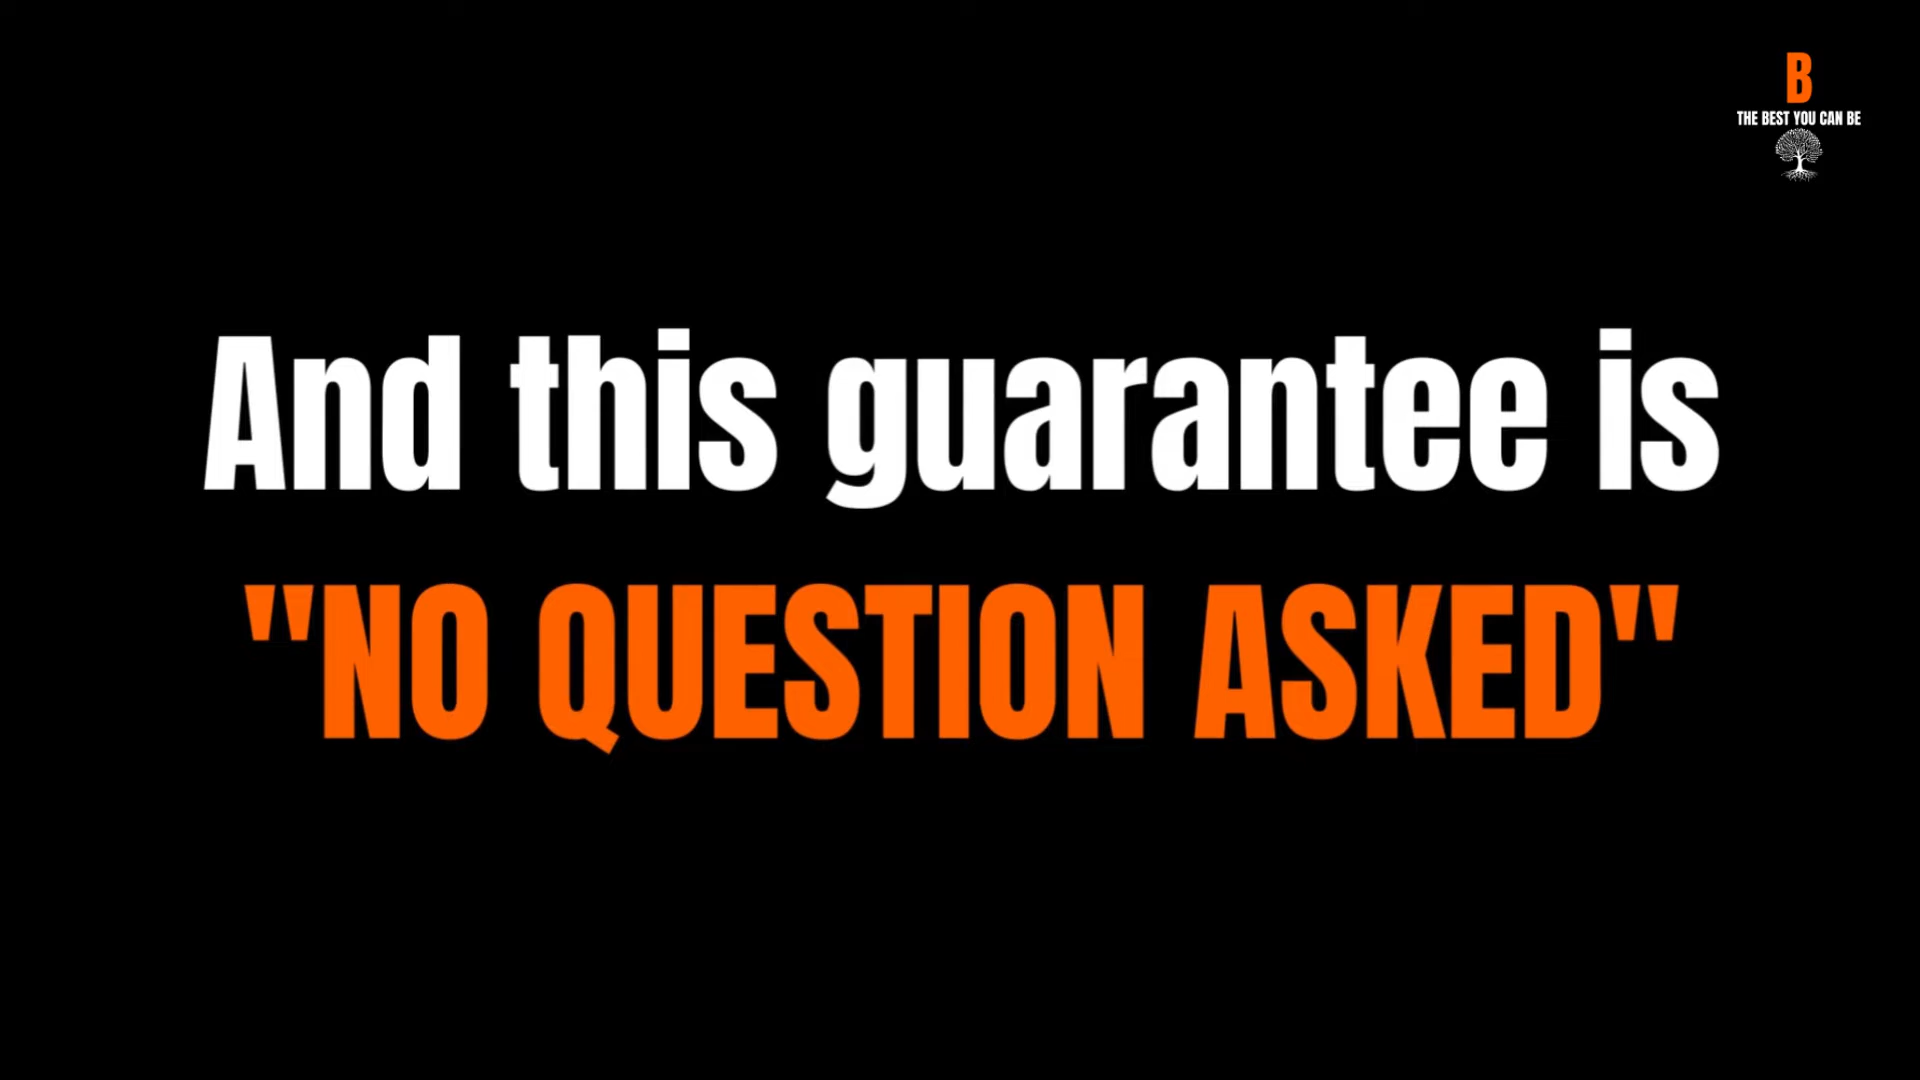 B
THE BEST YOU CAN BE
And this guarantee is
"NO QUESTION ASKED"